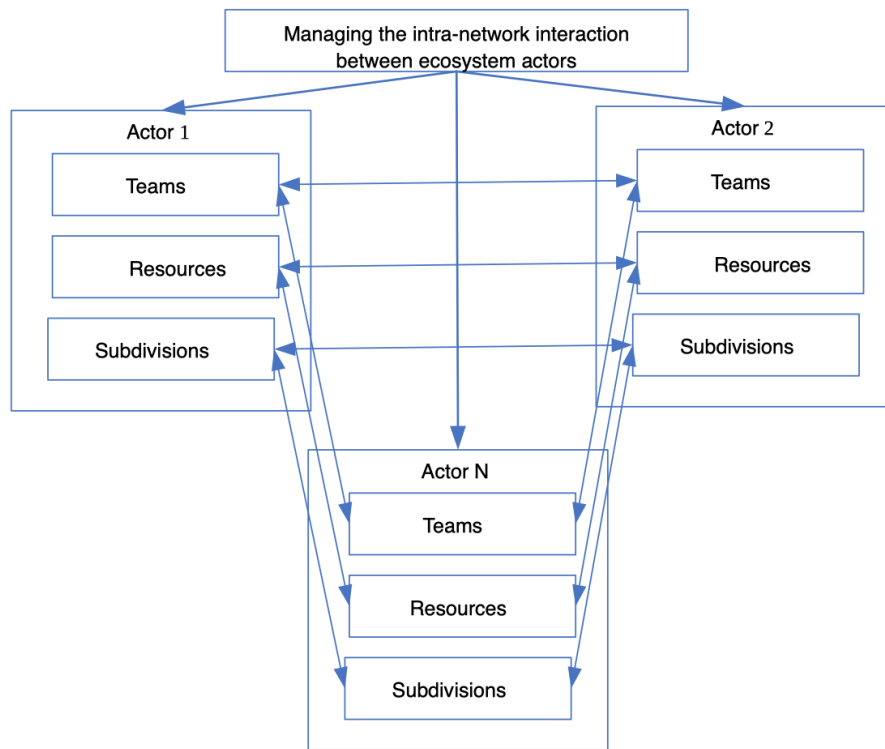 Managing the intra-network interaction
between ecosystem actors
Actor 1
Teams
Resources
Subdivisions
Actor 2
Teams
Resources
Subdivisions
Actor N
Teams
Resources
Subdivisions